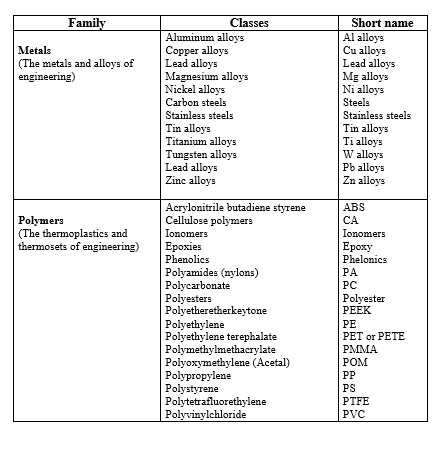 Family Classes Short name
Metals
(The metals and alloys of
engineering)
Aluminum alloys Al alloys
Copper alloys Cu alloys
Lead alloys Lead alloys
Magnesium alloys Mg alloys
Nickel alloys Ni alloys
Carbon steels Steels
Stainless steels Stainless steels
Tin alloys Tin alloys
Titanium alloys Ti alloys
Tungsten alloys W alloys
Lead alloys Pb alloys
Zinc alloys Zn alloys
Polymers
(The thermoplastics and
thermosets of engineering)
Acrylonitrile butadiene styrene ABS
Cellulose polymers CA
Ionomers Ionomers
Epoxies Epoxy
Phenolics Phelonics
Polyamides (nylons) PA
Polycarbonate PC
Polyesters Polyester
Polyetheretherkeytone PEEK
Polyethylene PE
Polyethylene terephalate PET or PETE
Polymethylmethacrylate PMMA
Polyoxymethylene (Acetal) POM
Polypropylene PP
Polystyrene PS
Polytetrafluorethylene PTFE
Polyvinylchloride PVC